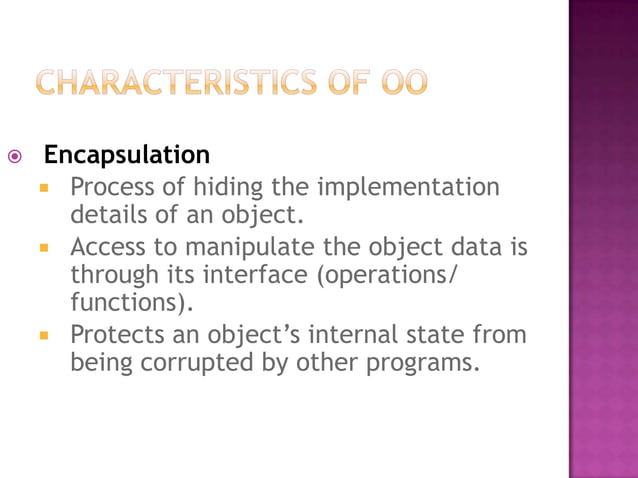 CHARACTERISTICS OF OO
Encapsulation
Process of hiding the implementation
details of an object.
Access to manipulate the object data is
through its interface (operations/
functions).
Protects an object’s internal state from
being corrupted by other programs.